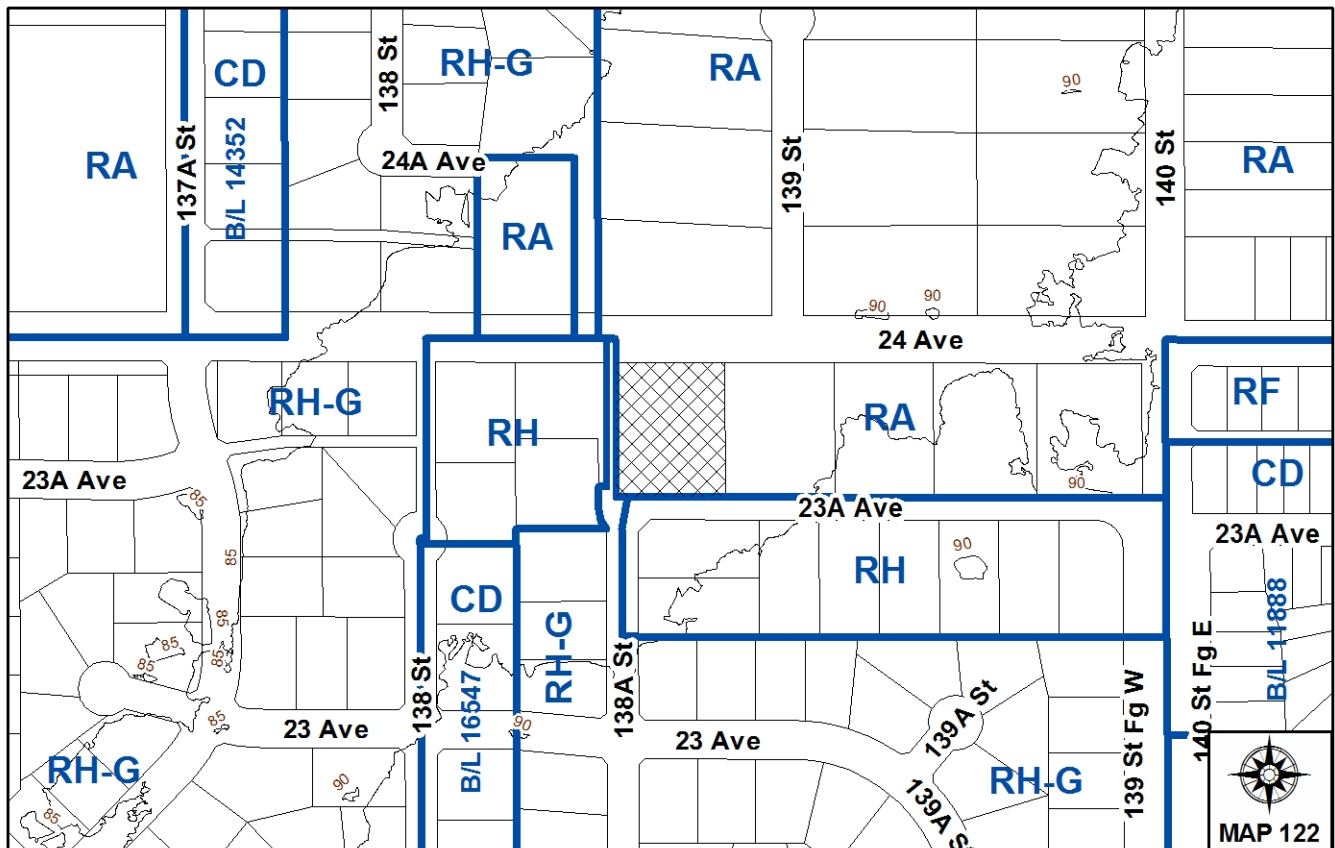 CD
138 St
RH-G
RA
90
RA
137A St
B/L 14352
24A Ave
139 St
140 St
RA
RA
90
90
24 Ave
RH-G
RH
RA
RF
23A Ave
CD
85
90
23A Ave
23A Ave
85
90
RH
CD
RH-G
B/L 11888
85
85
85
85
138 St
138A St
140 St Fg E
B/L 16547
85
90
23 Ave
23 Ave
139A St
139 St Fg W
RH-G
RH-G
90
85
139A St
MAP 122